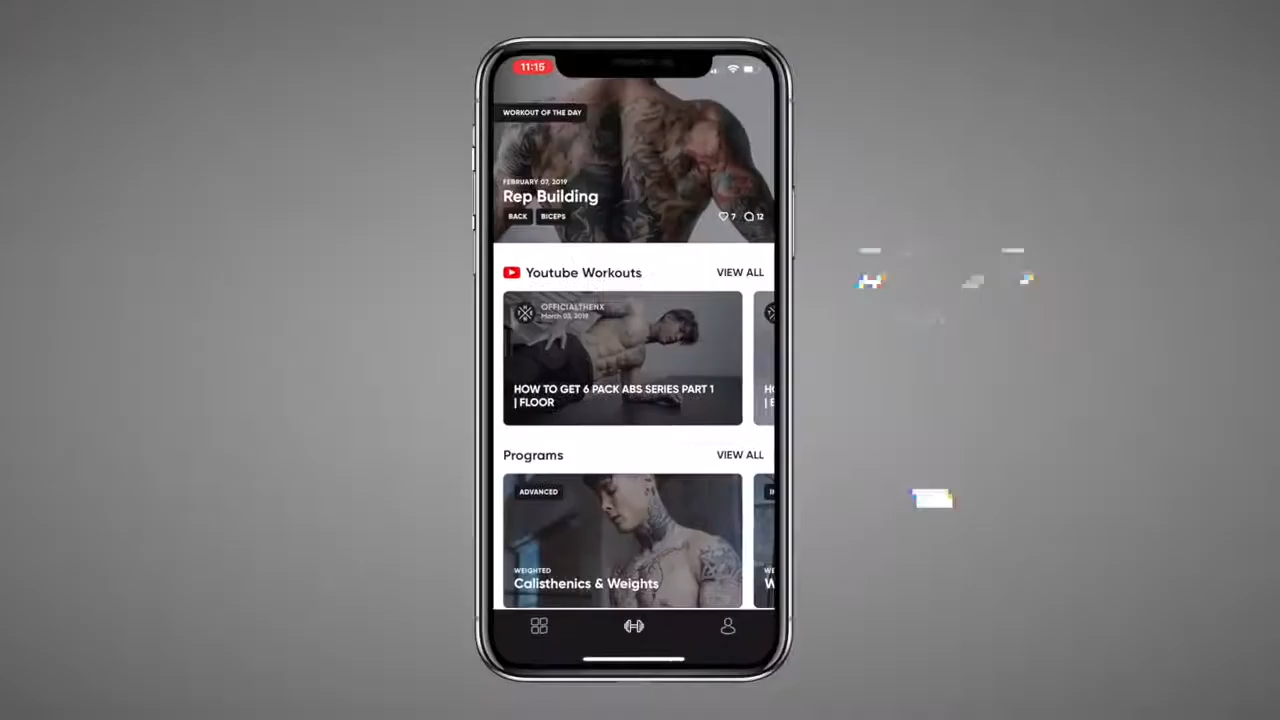 11:15
WORKOUT OF THE DAY
FEBRUARY 07, 2019
Rep Building
BACK BICEPS
7 12
Youtube Workouts VIEW ALL
OFFICIALTHENX
March 03, 2019
HOW TO GET 6 PACK ABS SERIES PART 1
| FLOOR
Programs VIEW ALL
ADVANCED
WEIGHTED
Calisthenics & Weights